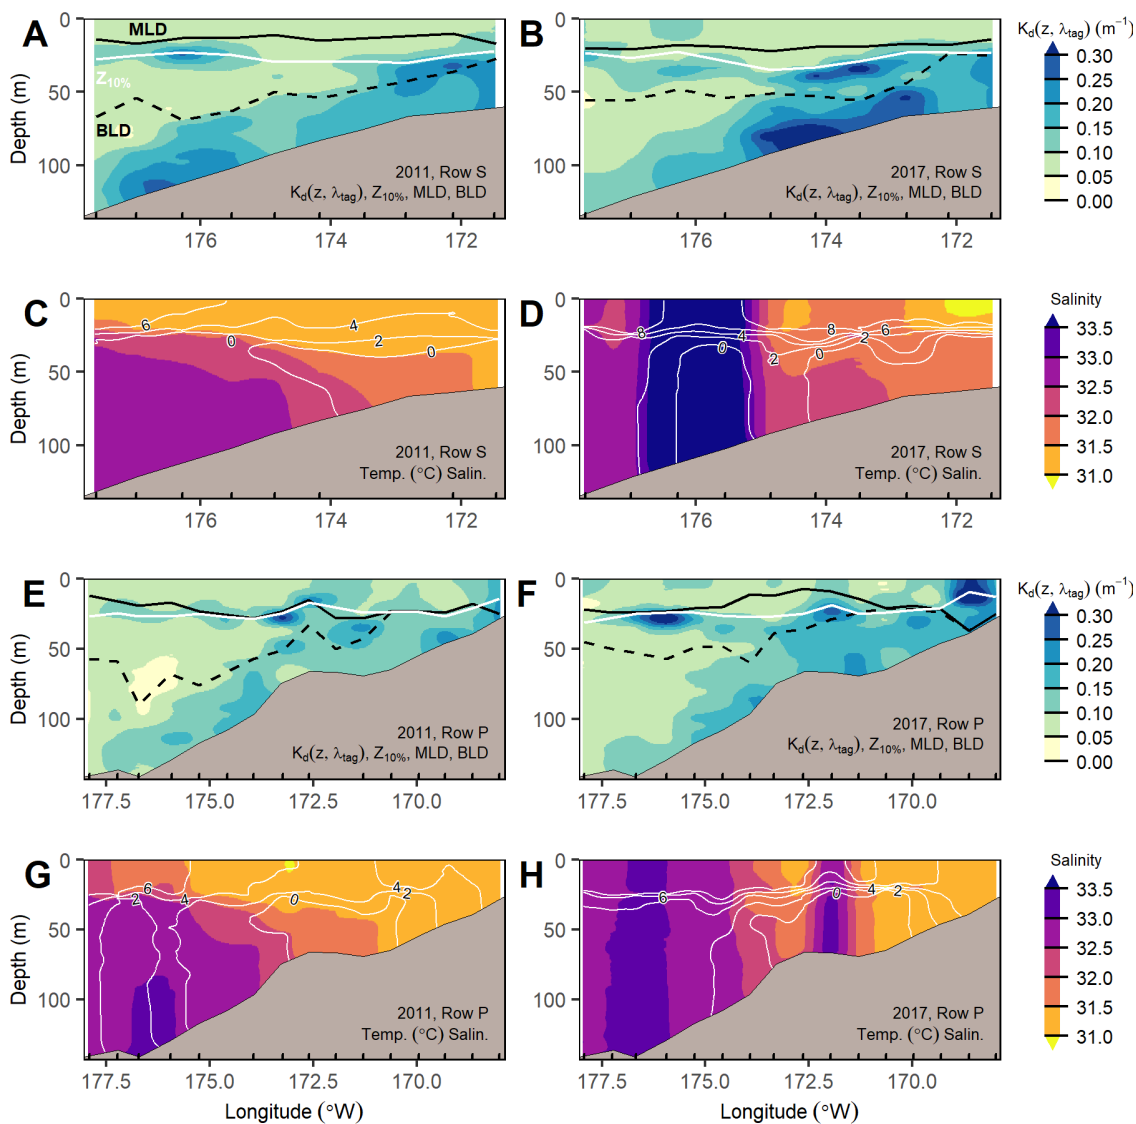 A
B
MLD
Z10%
BLD
Depth (m)
0
50
100
2011, Row S
Kd(z, λtag), Z10%, MLD, BLD
176
174
172
0
50
100
2017, Row S
Kd(z, λtag), Z10%, MLD, BLD
176
174
172
Kd(z, λtag) (m−1)
0.30
0.25
0.20
0.15
0.10
0.05
0.00
C
D
Depth (m)
0
50
100
6
4
2
0
0
2011, Row S
Temp. (°C) Salin.
176
174
172
0
50
100
8
4
0
2
8
0
2
6
2017, Row S
Temp. (°C) Salin.
176
174
172
Salinity
33.5
33.0
32.5
32.0
31.5
31.0
E
F
Depth (m)
0
50
100
2011, Row P
Kd(z, λtag), Z10%, MLD, BLD
177.5
175.0
172.5
170.0
0
50
100
2017, Row P
Kd(z, λtag), Z10%, MLD, BLD
177.5
175.0
172.5
170.0
Kd(z, λtag) (m−1)
0.30
0.25
0.20
0.15
0.10
0.05
0.00
G
H
Depth (m)
0
50
100
6
2
4
0
4
2
2011, Row P
Temp. (°C) Salin.
177.5
175.0
172.5
170.0
Longitude (°W)
0
50
100
6
0
4
2
2017, Row P
Temp. (°C) Salin.
177.5
175.0
172.5
170.0
Longitude (°W)
Salinity
33.5
33.0
32.5
32.0
31.5
31.0